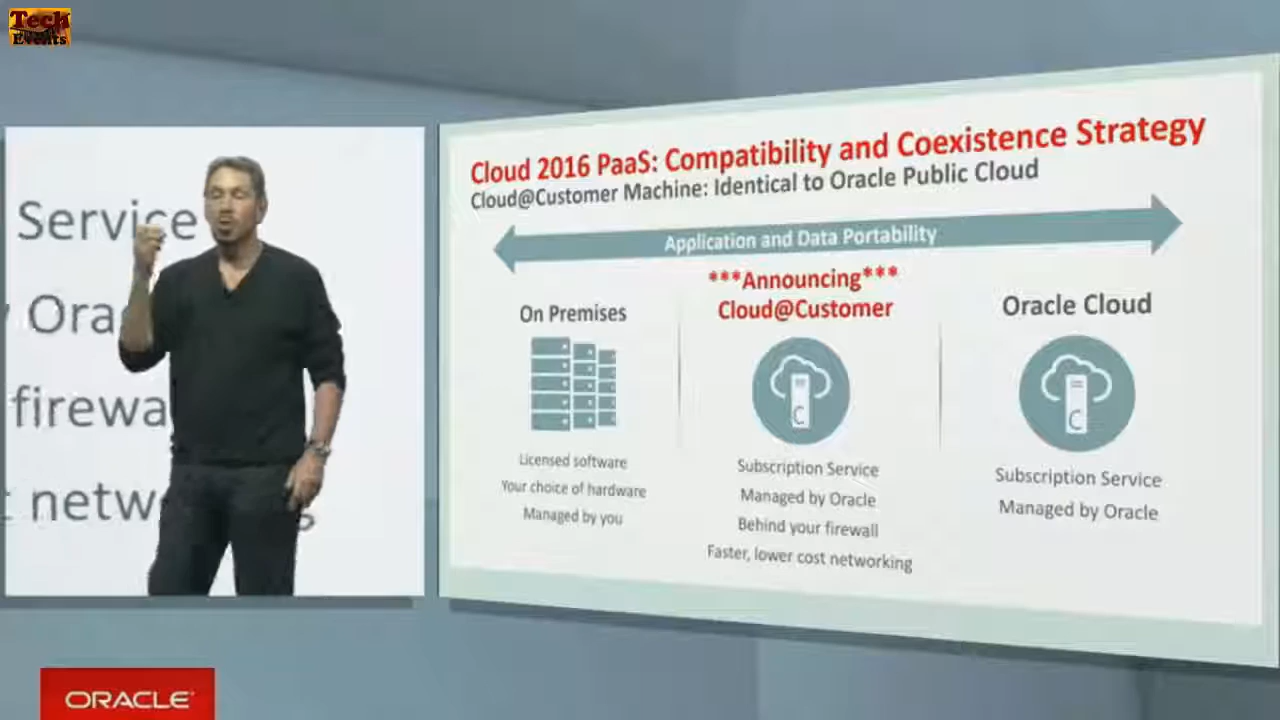 Tech
Events
Service
Ora
firewa
netw
g
Cloud 2016 PaaS: Compatibility and Coexistence Strategy
Cloud@Customer Machine: Identical to Oracle Public Cloud
Application and Data Portability
On Premises
Licensed software
Your choice of hardware
Managed by you
***Announcing***
Cloud@Customer
C
Subscription Service
Managed by Oracle
Behind your firewall
Faster, lower cost networking
Oracle Cloud
C
Subscription Service
Managed by Oracle
ORACLE